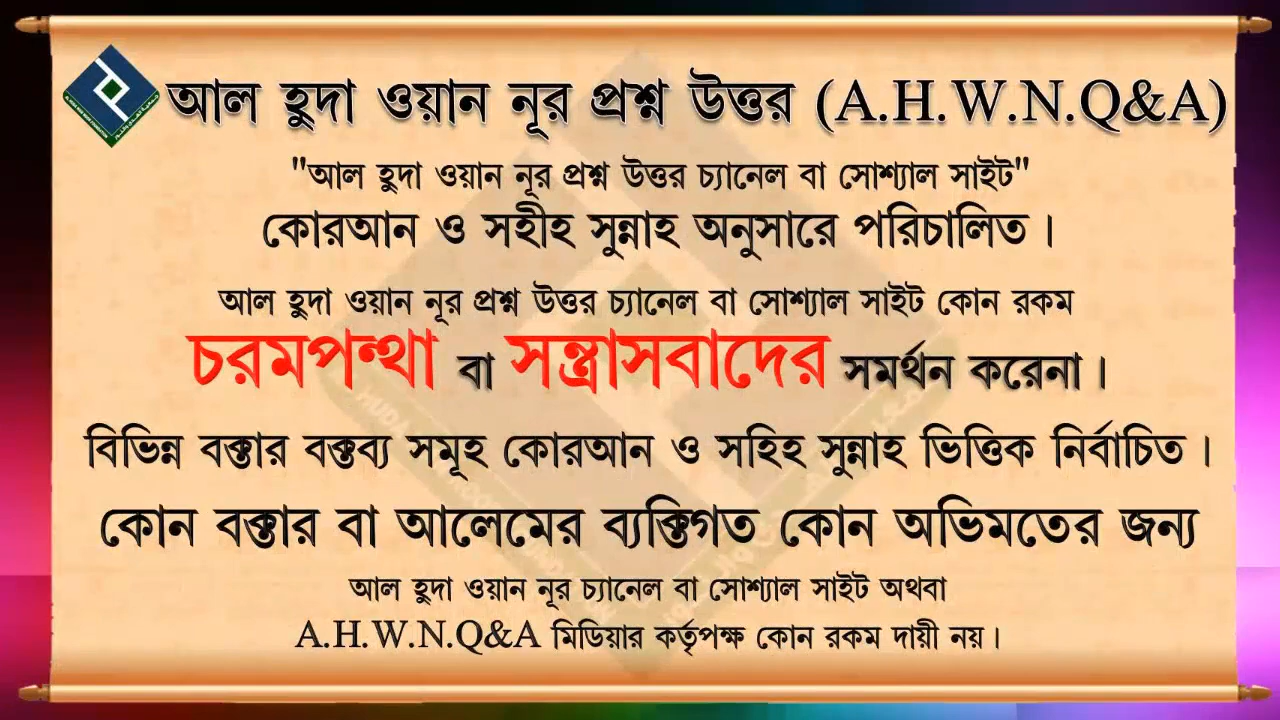 আল হুদা ওয়ান নূর প্রশ্ন উত্তর (A.H.W.N.Q&A)
"আল হুদা ওয়ান নূর প্রশ্ন উত্তর চ্যানেল বা সোশ্যাল সাইট"
কোরআন ও সহীহ সুন্নাহ অনুসারে পরিচালিত।
আল হুদা ওয়ান নূর প্রশ্ন উত্তর চ্যানেল বা সোশ্যাল সাইট কোন রকম
চরমপন্থা বা সন্ত্রাসবাদের সমর্থন করেনা।
বিভিন্ন বক্তার বক্তব্য সমূহ কোরআন ও সহিহ সুন্নাহ ভিত্তিক নির্বাচিত।
কোন বক্তার বা আলেমের ব্যক্তিগত কোন অভিমতের জন্য
আল হুদা ওয়ান নূর চ্যানেল বা সোশ্যাল সাইট অথবা
A.H.W.N.Q&A মিডিয়ার কর্তৃপক্ষ কোন রকম দায়ী নয়।